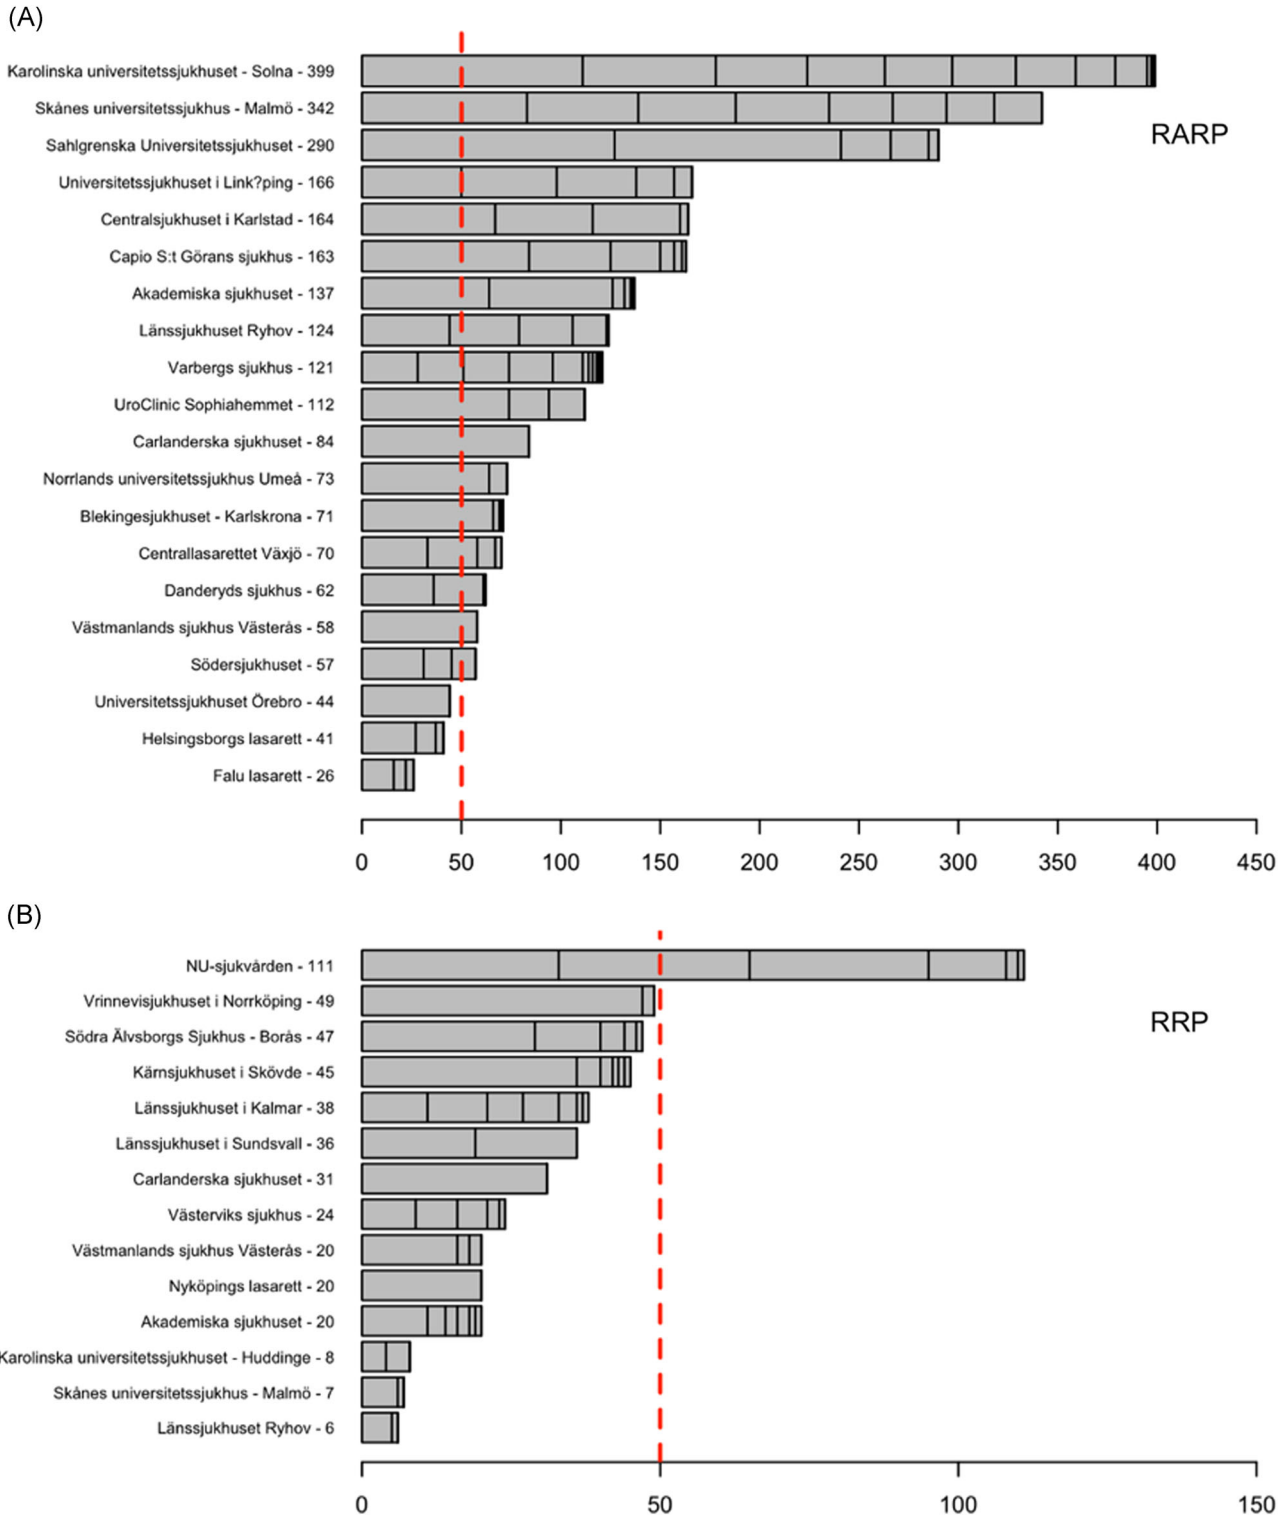 (A)
Karolinska universitetssjukhuset - Solna - 399
Skånes universitetssjukhus - Malmö - 342
RARP
Sahlgrenska Universitetssjukhuset - 290
Universitetssjukhuset i Link?ping - 166
Centralsjukhuset i Karlstad - 164
Capio S:t Görans sjukhus - 163
Akademiska sjukhuset - 137
Länssjukhuset Ryhov - 124
Varbergs sjukhus - 121
UroClinic Sophiahemmet - 112
Carlanderska sjukhuset - 84
Norrlands universitetssjukhus Umeå - 73
Blekingesjukhuset - Karlskrona - 71
Centrallasarettet Växjö - 70
Danderyds sjukhus - 62
Västmanlands sjukhus Västerås - 58
Södersjukhuset - 57
Universitetssjukhuset Örebro - 44
Helsingsborgs lasarett - 41
Falu lasarett - 26
0 50 100 150 200 250 300 350 400 450
(B)
NU-sjukvården - 111
Vrinnevisjukhuset i Norrköping - 49
RRP
Södra Älvsborgs Sjukhus - Borås - 47
Kärnsjukhuset i Skövde - 45
Länssjukhuset i Kalmar - 38
Länssjukhuset i Sundsvall - 36
Carlanderska sjukhuset - 31
Västerviks sjukhus - 24
Västmanlands sjukhus Västerås - 20
Nyköpings lasarett - 20
Akademiska sjukhuset - 20
Karolinska universitetssjukhuset - Huddinge - 8
Skånes universitetssjukhus - Malmö - 7
Länssjukhuset Ryhov - 6
0 50 100 150